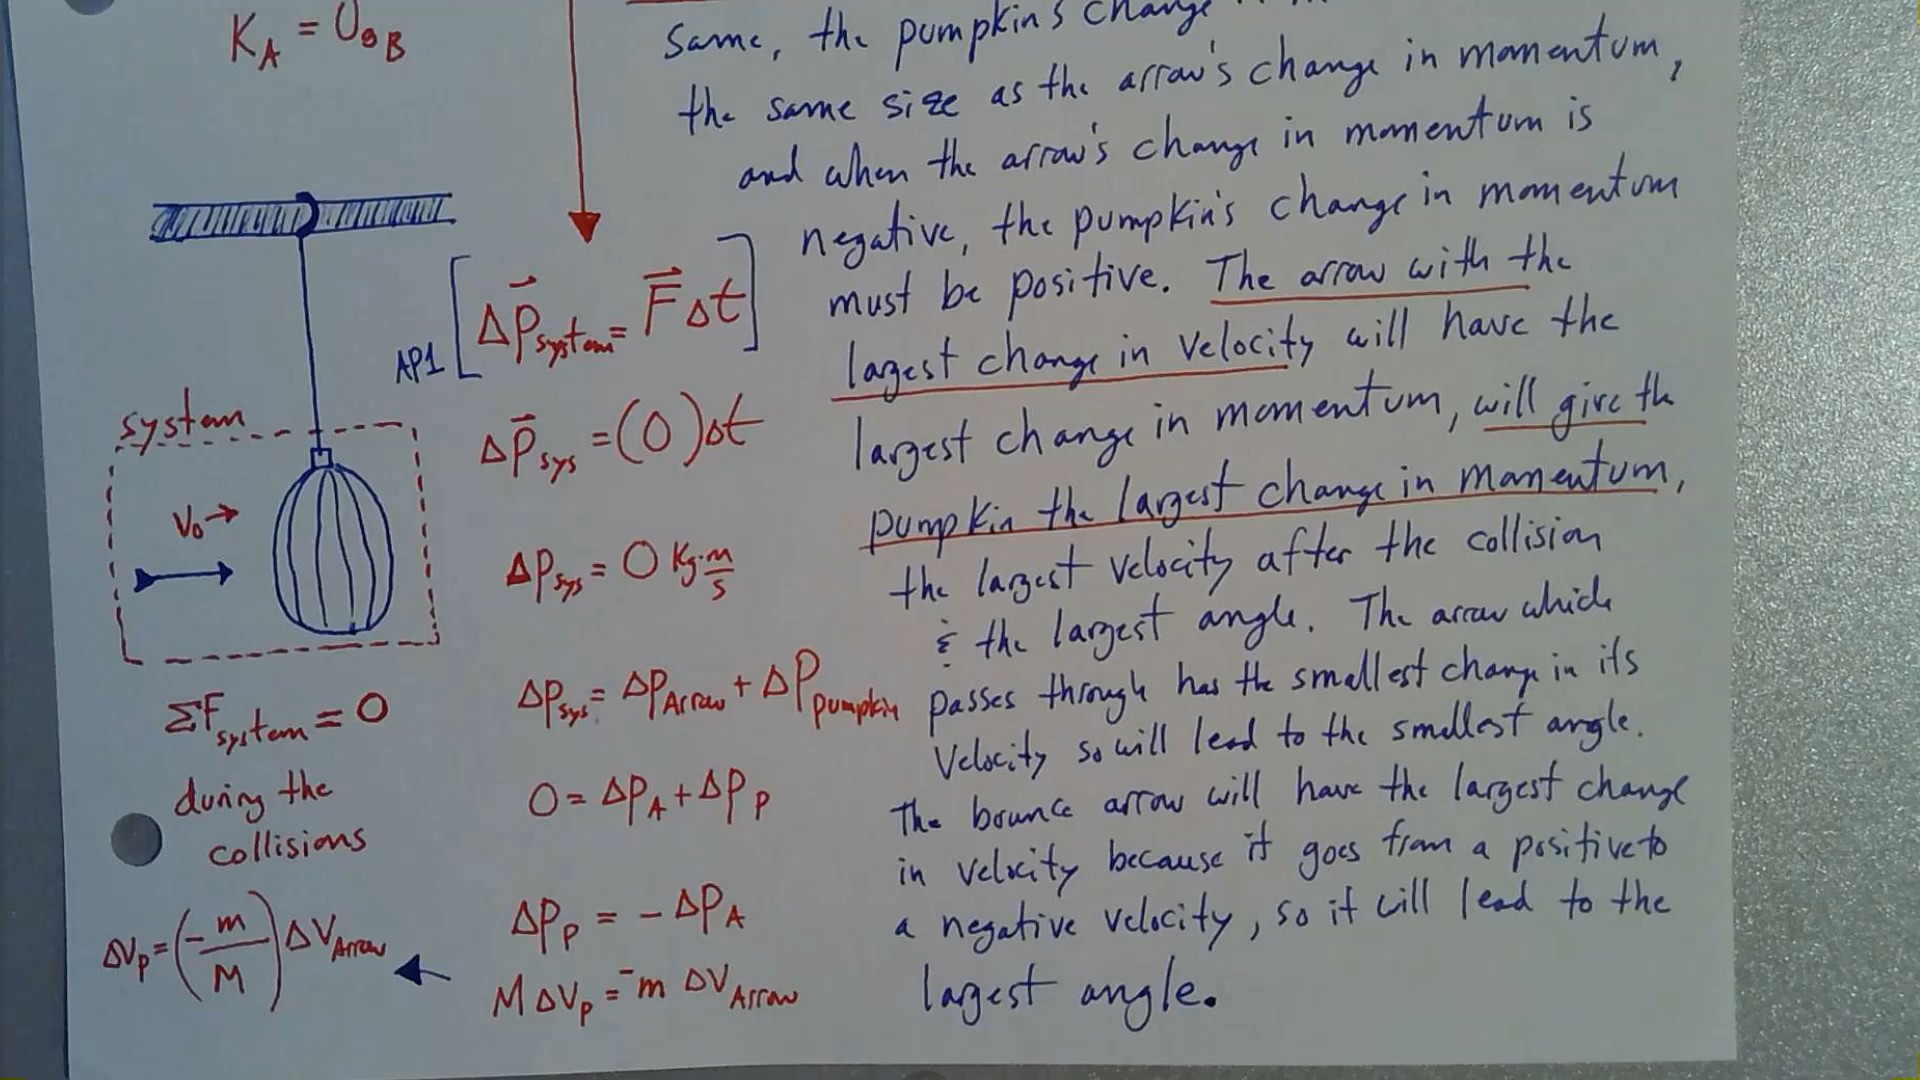 K_A = U_gB
same, the pumpkin's change
the same size as the arrow's change in momentum,
and when the arrow's change in momentum is
negative, the pumpkin's change in momentum
must be positive. The arrow with the
largest change in velocity will have the
largest change in momentum, will give the
pumpkin the largest change in momentum,
the largest velocity after the collision
& the largest angle. The arrow which
passes through has the smallest change in its
velocity so will lead to the smallest angle.
The bounce arrow will have the largest change
in velocity because it goes from a positive to
a negative velocity, so it will lead to the
largest angle.
AP1 [Δp⃗_system = F⃗Δt]
Δp⃗_sys = (0)Δt
Δp_sys = 0 kg·m/s
Δp_sys = Δp_Arrow + Δp_pumpkin
0 = Δp_A + Δp_P
Δp_P = -Δp_A
MΔv_P = -m Δv_Arrow
system
v₀→
ΣF_system = 0
during the
collisions
Δv_P = (-m/M)Δv_Arrow